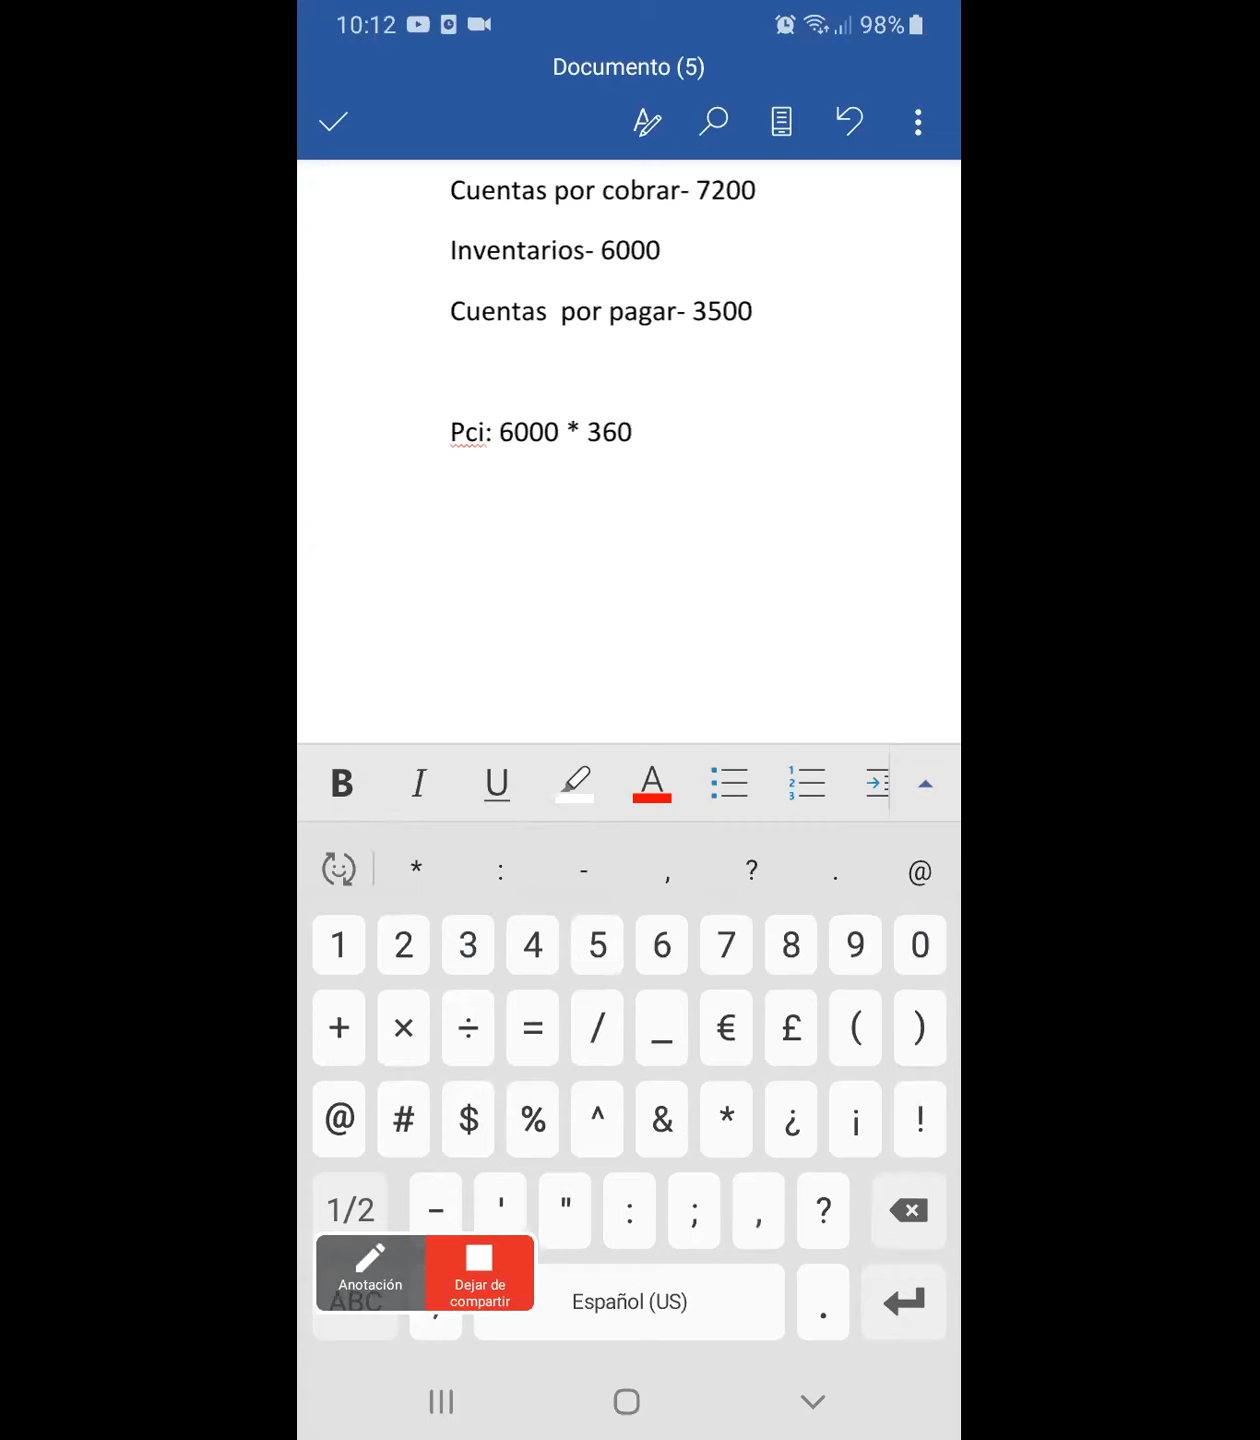 10:12 98%
Documento (5)
Cuentas por cobrar- 7200
Inventarios- 6000
Cuentas  por pagar- 3500
Pci: 6000 * 360
B I U A
* : - , ? . @
1 2 3 4 5 6 7 8 9 0
+ × ÷ = / _ € £ ( )
@ # $ % ^ & * ¿ ¡ !
1/2 - ' " : ; , ?
Anotación
Dejar de
compartir
ABC , Español (US) .